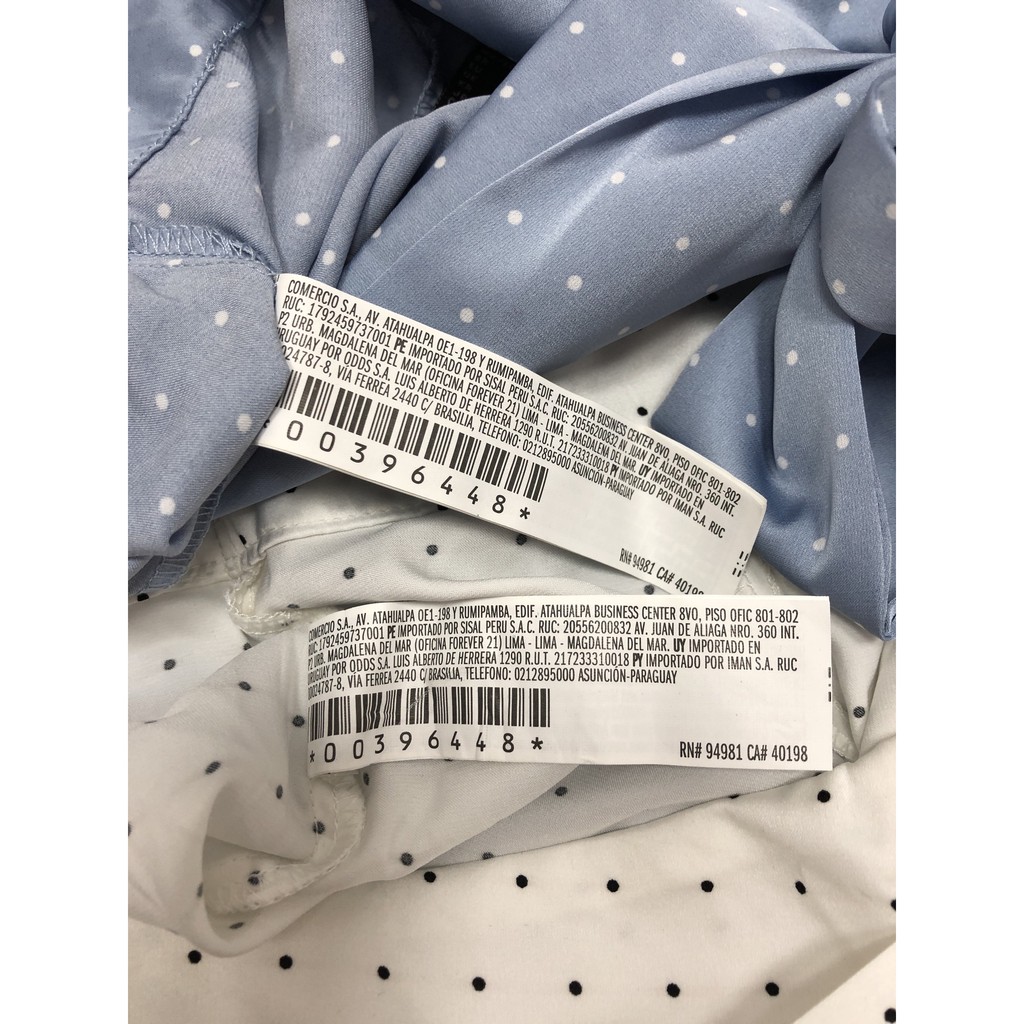 COMERCIO S.A., AV. ATAHUALPA OE1-198 Y RUMIPAMBA, EDIF. ATAHUALPA BUSINESS CENTER 8VO, PISO OFIC 801-802
RUC: 1792459737001 PE IMPORTADO POR SISAL PERU S.A.C. RUC: 20556200832 AV. JUAN DE ALIAGA NRO. 360 INT.
P2 URB. MAGDALENA DEL MAR (OFICINA FOREVER 21) LIMA - LIMA - MAGDALENA DEL MAR. UY IMPORTADO EN
URUGUAY POR ODDS S.A. LUIS ALBERTO DE HERRERA 1290 R.U.T. 217233310018 PY IMPORTADO POR IMAN S.A. RUC
0024787-8, VÍA FERREA 2440 C/ BRASILIA, TELEFONO: 0212895000 ASUNCIÓN-PARAGUAY
00396448*
RN# 94981 CA# 40198
COMERCIO S.A., AV. ATAHUALPA OE1-198 Y RUMIPAMBA, EDIF. ATAHUALPA BUSINESS CENTER 8VO, PISO OFIC 801-802
RUC: 1792459737001 PE IMPORTADO POR SISAL PERU S.A.C. RUC: 20556200832 AV. JUAN DE ALIAGA NRO. 360 INT.
P2 URB. MAGDALENA DEL MAR (OFICINA FOREVER 21) LIMA - LIMA - MAGDALENA DEL MAR. UY IMPORTADO EN
URUGUAY POR ODDS S.A. LUIS ALBERTO DE HERRERA 1290 R.U.T. 217233310018 PY IMPORTADO POR IMAN S.A. RUC
0024787-8, VÍA FERREA 2440 C/ BRASILIA, TELEFONO: 0212895000 ASUNCIÓN-PARAGUAY
*00396448*
RN# 94981 CA# 40198